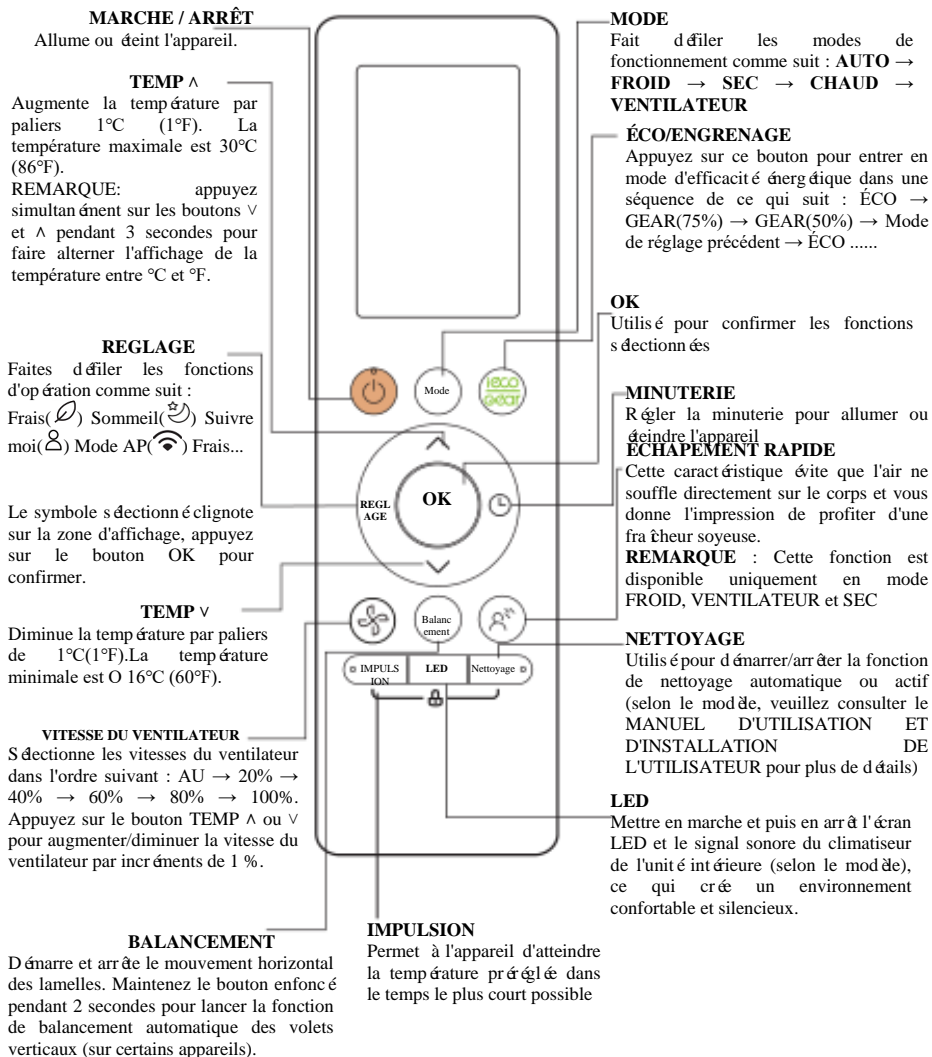 MARCHE / ARRÊT
Allume ou éteint l'appareil.
TEMP ∧
Augmente la température par
paliers 1°C (1°F). La
température maximale est 30°C
(86°F).
REMARQUE: appuyez
simultanément sur les boutons ∨
et ∧ pendant 3 secondes pour
faire alterner l'affichage de la
température entre °C et °F.
REGLAGE
Faites défiler les fonctions
d'opération comme suit :
Frais( ) Sommeil( ) Suivre
moi( ) Mode AP( ) Frais...
Le symbole sélectionné clignote
sur la zone d'affichage, appuyez
sur le bouton OK pour
confirmer.
TEMP ∨
Diminue la température par paliers
de 1°C(1°F).La température
minimale est O 16°C (60°F).
VITESSE DU VENTILATEUR
Sélectionne les vitesses du ventilateur
dans l'ordre suivant : AU → 20% →
40% → 60% → 80% → 100%.
Appuyez sur le bouton TEMP ∧ ou ∨
pour augmenter/diminuer la vitesse du
ventilateur par incréments de 1 %.
BALANCEMENT
Démarre et arrête le mouvement horizontal
des lamelles. Maintenez le bouton enfoncé
pendant 2 secondes pour lancer la fonction
de balancement automatique des volets
verticaux (sur certains appareils).
Mode
ieco
Gear
REGL
AGE
OK
Balanc
ement
IMPULS
ION
LED
Nettoyage
IMPULSION
Permet à l'appareil d'atteindre
la température préréglée dans
le temps le plus court possible
MODE
Fait défiler les modes de
fonctionnement comme suit : AUTO →
FROID → SEC → CHAUD →
VENTILATEUR
ÉCO/ENGRENAGE
Appuyez sur ce bouton pour entrer en
mode d'efficacité énergétique dans une
séquence de ce qui suit : ÉCO →
GEAR(75%) → GEAR(50%) → Mode
de réglage précédent → ÉCO ......
OK
Utilisé pour confirmer les fonctions
sélectionnées
MINUTERIE
Régler la minuterie pour allumer ou
éteindre l'appareil
ÉCHAPEMENT RAPIDE
Cette caractéristique évite que l'air ne
souffle directement sur le corps et vous
donne l'impression de profiter d'une
fraîcheur soyeuse.
REMARQUE : Cette fonction est
disponible uniquement en mode
FROID, VENTILATEUR et SEC
NETTOYAGE
Utilisé pour démarrer/arrêter la fonction
de nettoyage automatique ou actif
(selon le modèle, veuillez consulter le
MANUEL D'UTILISATION ET
D'INSTALLATION DE
L'UTILISATEUR pour plus de détails)
LED
Mettre en marche et puis en arrêt l'écran
LED et le signal sonore du climatiseur
de l'unité intérieure (selon le modèle),
ce qui crée un environnement
confortable et silencieux.